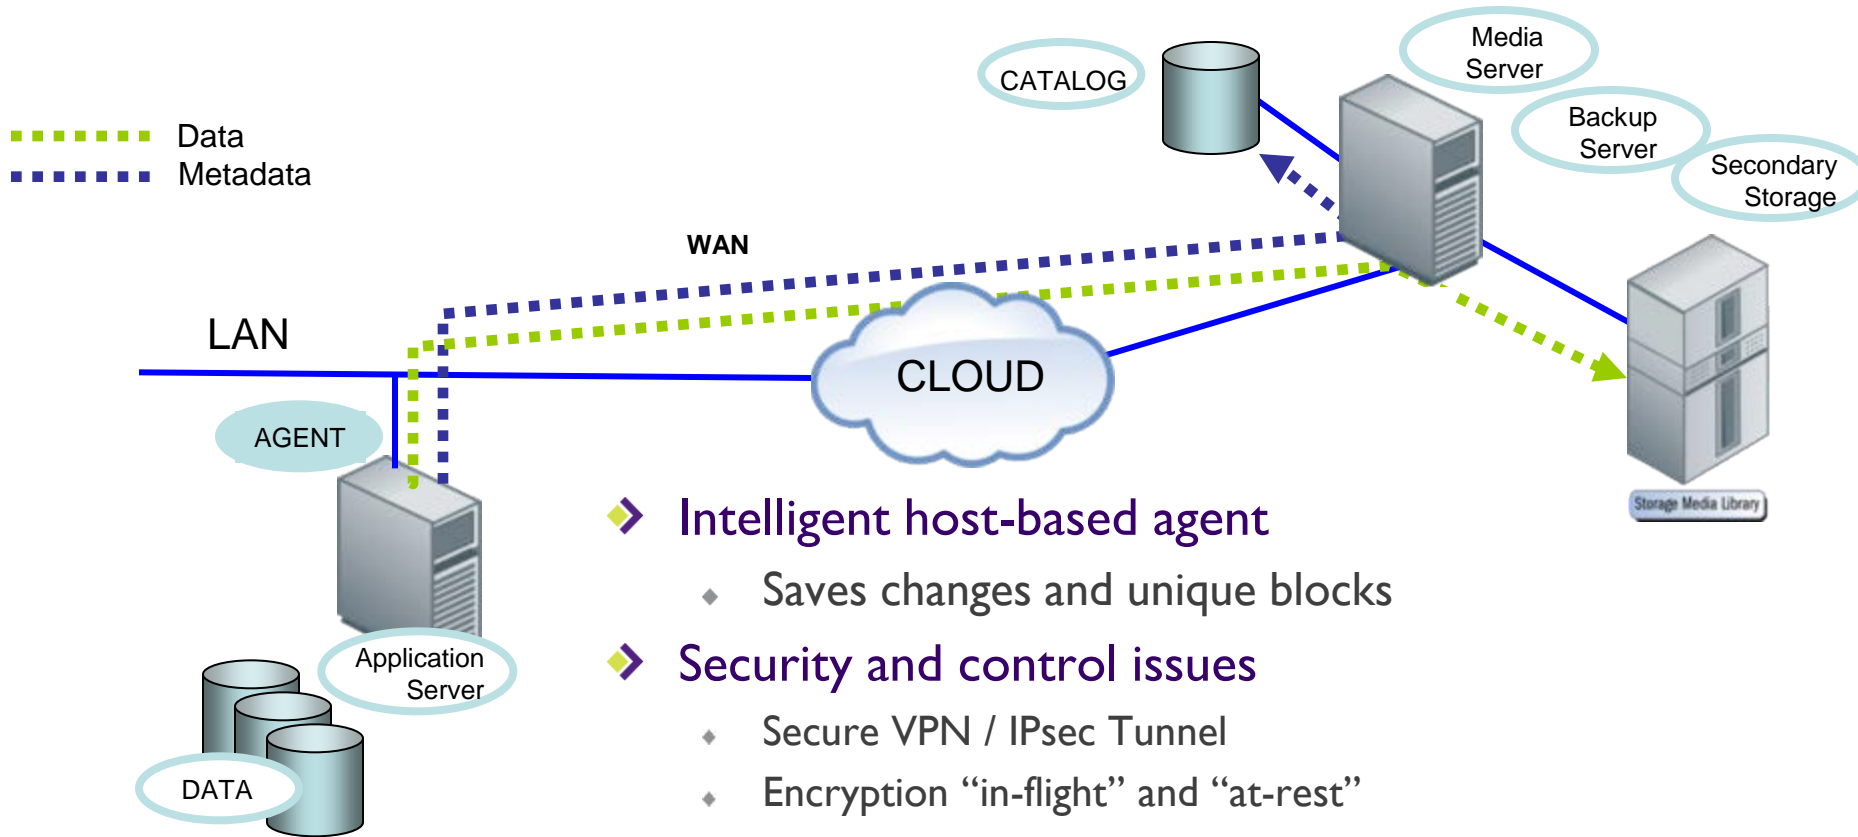 CATALOG
Media
Server
Backup
Server
Secondary
Storage
Data
Metadata
WAN
LAN
CLOUD
AGENT
Storage Media Library
Application
Server
DATA
Intelligent host-based agent
Saves changes and unique blocks
Security and control issues
Secure VPN / IPsec Tunnel
Encryption “in-flight” and “at-rest”